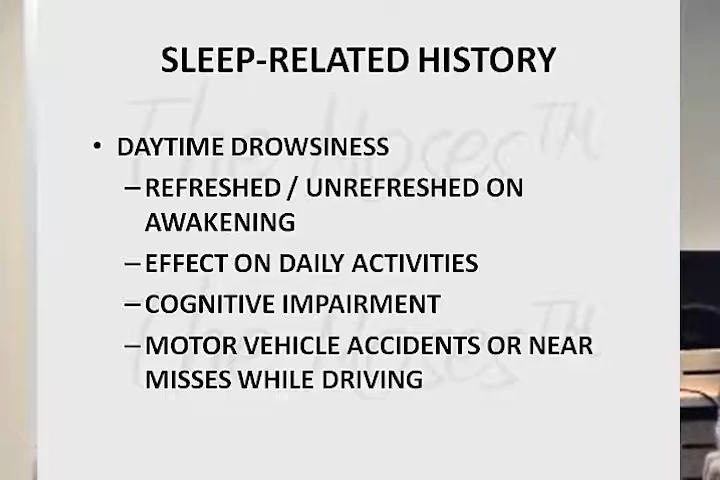 SLEEP-RELATED HISTORY
• DAYTIME DROWSINESS
–REFRESHED / UNREFRESHED ON
AWAKENING
–EFFECT ON DAILY ACTIVITIES
–COGNITIVE IMPAIRMENT
–MOTOR VEHICLE ACCIDENTS OR NEAR
MISSES WHILE DRIVING